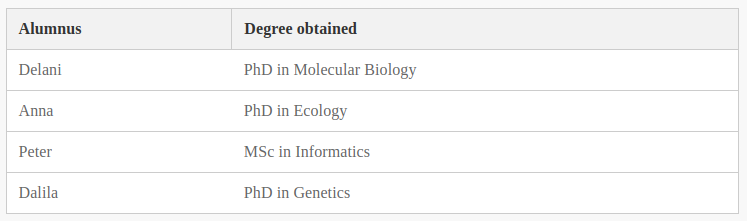 Alumnus Degree obtained
Delani PhD in Molecular Biology
Anna PhD in Ecology
Peter MSc in Informatics
Dalila PhD in Genetics